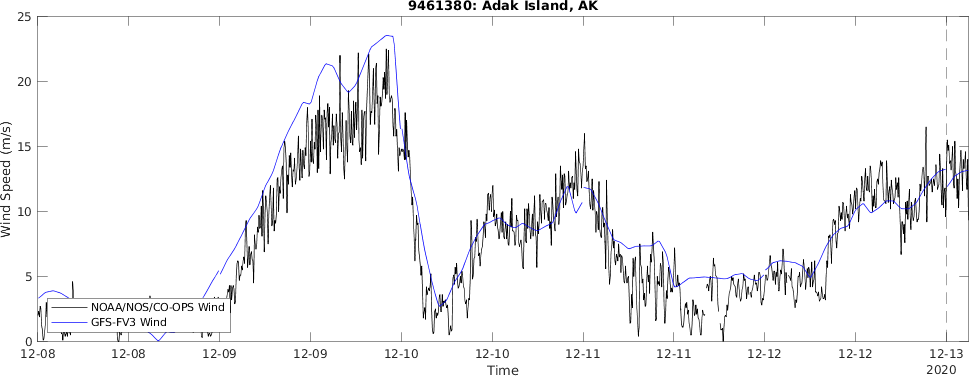 9461380: Adak Island, AK
25
20
15
10
5
0
Wind Speed (m/s)
NOAA/NOS/CO-OPS Wind
GFS-FV3 Wind
12-08 12-08 12-09 12-09 12-10 12-10 12-11 12-11 12-12 12-12 12-13
Time
2020